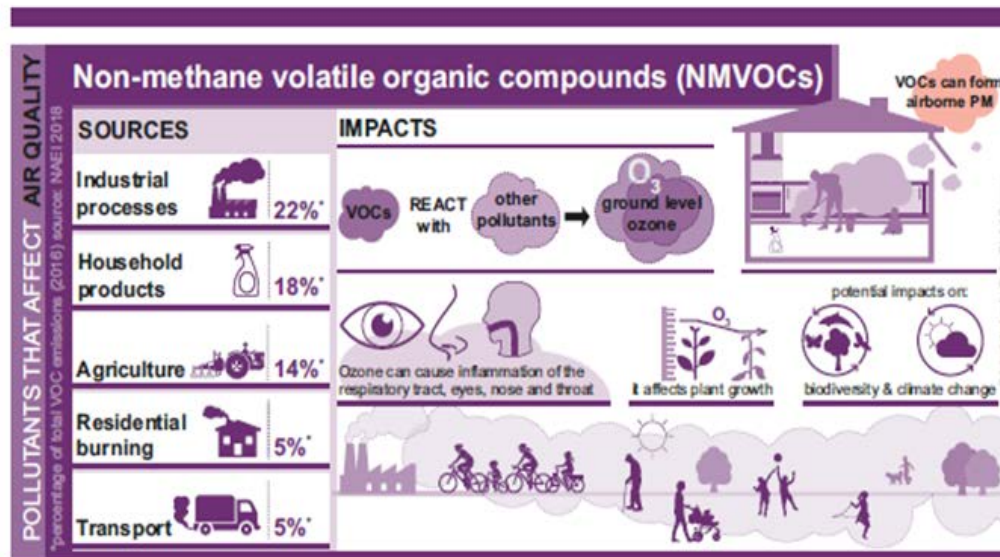 POLLUTANTS THAT AFFECT AIR QUALITY
*percentage of total VOC emissions (2016) source: NAEI 2018
Non-methane volatile organic compounds (NMVOCs)
SOURCES
Industrial
processes
22%*
Household
products
18%*
Agriculture
14%*
Residential
burning
5%*
Transport
5%*
IMPACTS
VOCs
REACT
with
other
pollutants
O3
ground level
ozone
VOCs can form
airborne PM
Ozone can cause inflammation of the
respiratory tract, eyes, nose and throat
O3
it affects plant growth
potential impacts on:
biodiversity & climate change